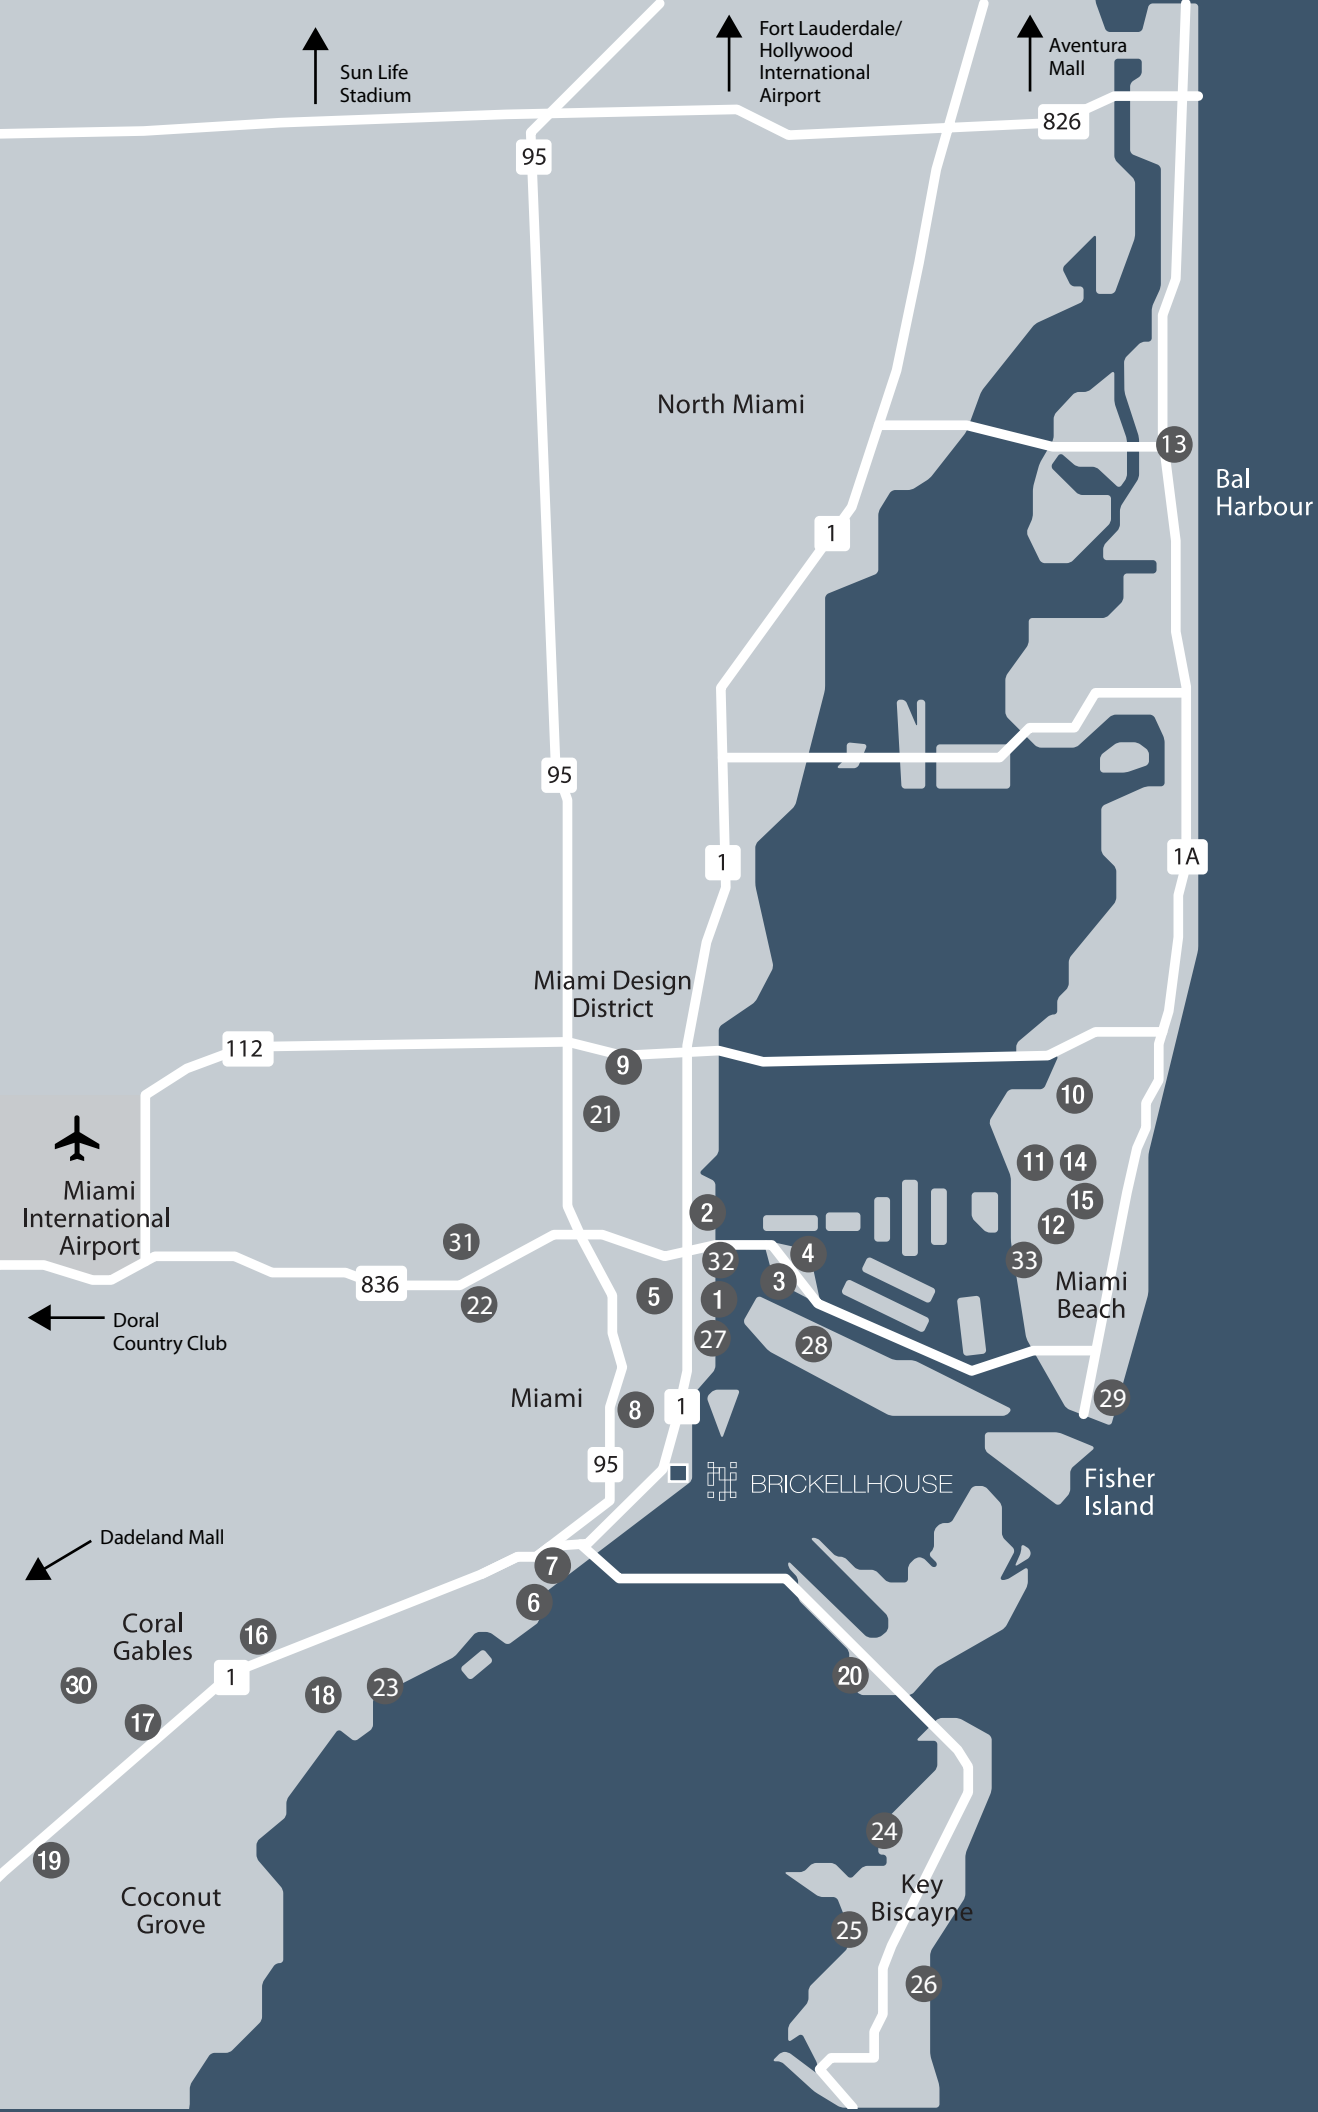 Sun Life
Stadium
Fort Lauderdale/
Hollywood
International
Airport
Aventura
Mall
826
95
North Miami
13
Bal
Harbour
1
95
1
1A
Miami Design
District
112
9
10
21
11
14
Miami
International
Airport
2
15
12
31
32
4
33
836
3
Miami
Beach
22
5
1
Doral
Country Club
27
28
Miami
8
1
29
95
BRICKELLHOUSE
Fisher
Island
Dadeland Mall
7
6
Coral
Gables
16
1
30
18
23
20
17
24
19
Key
Biscayne
Coconut
Grove
25
26